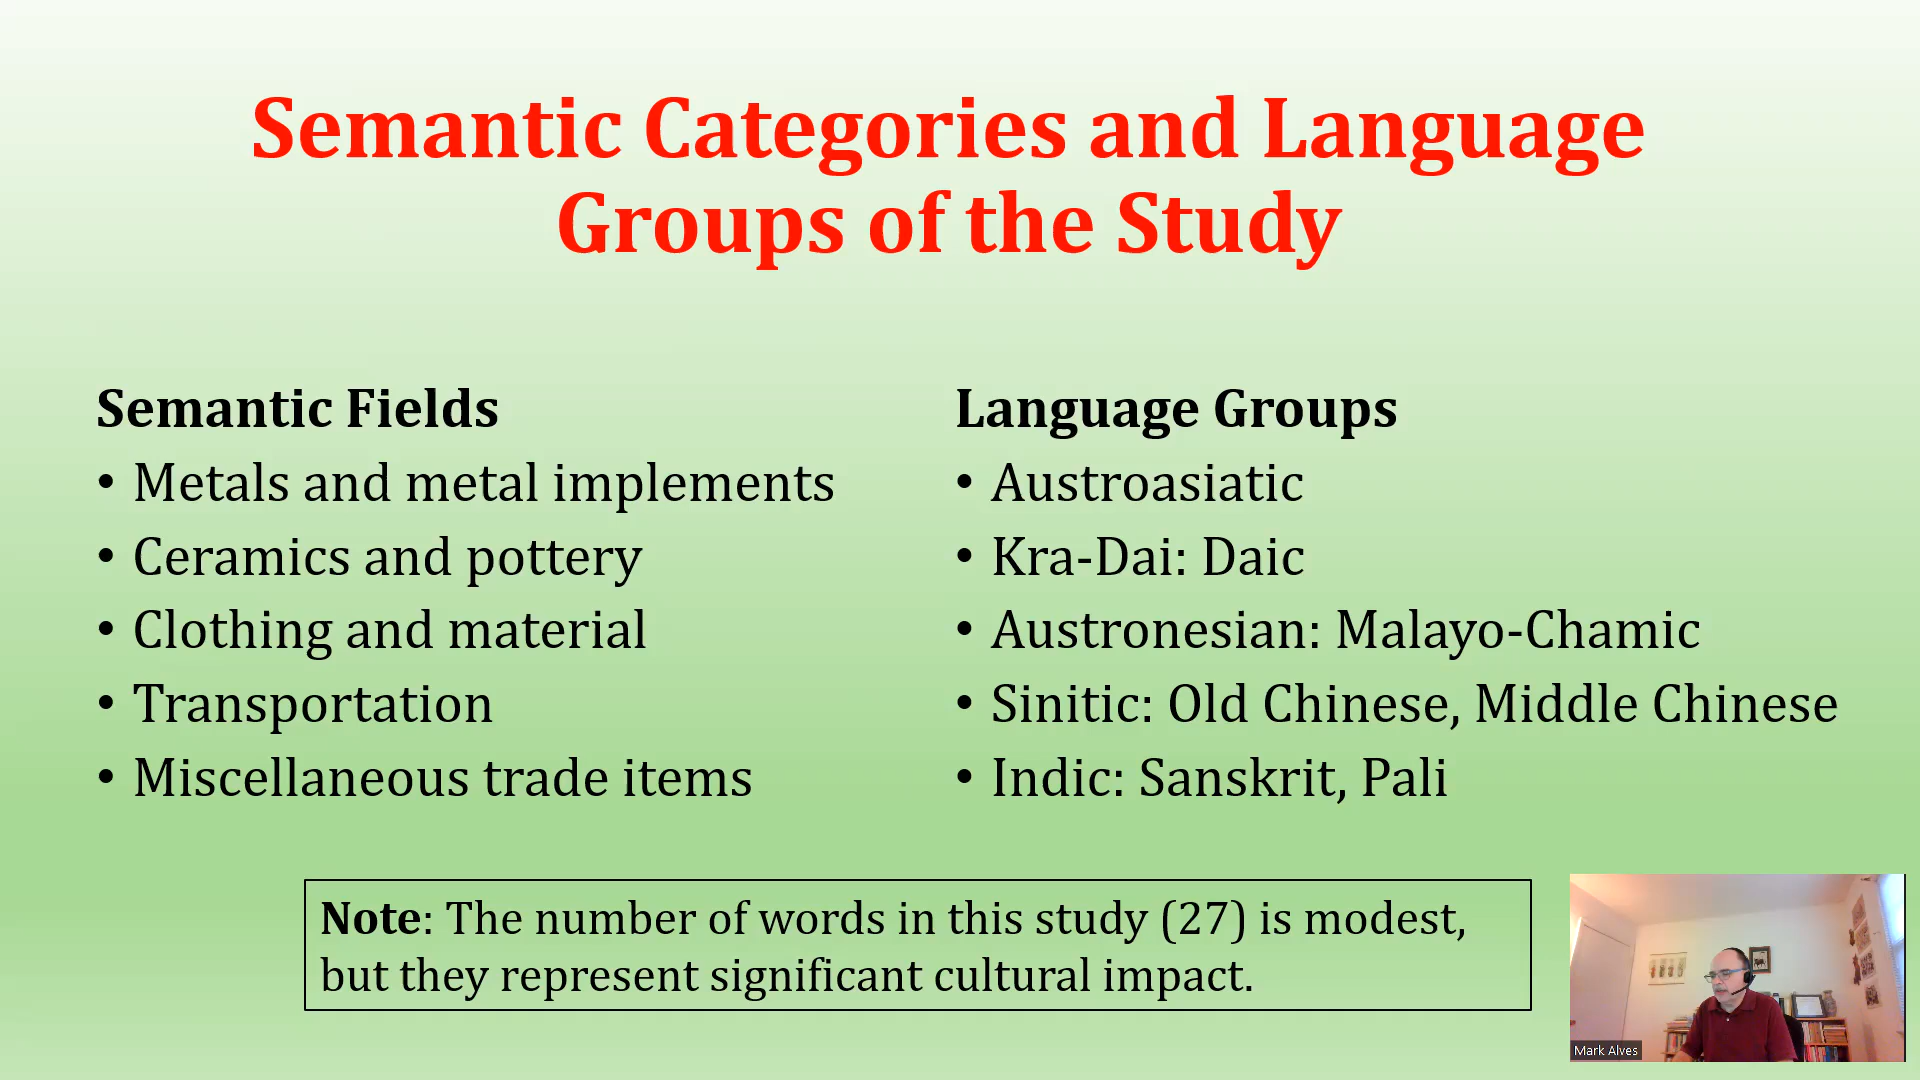 Semantic Categories and Language
Groups of the Study
Semantic Fields
• Metals and metal implements
• Ceramics and pottery
• Clothing and material
• Transportation
• Miscellaneous trade items
Language Groups
• Austroasiatic
• Kra-Dai: Daic
• Austronesian: Malayo-Chamic
• Sinitic: Old Chinese, Middle Chinese
• Indic: Sanskrit, Pali
Note: The number of words in this study (27) is modest,
but they represent significant cultural impact.
Mark Alves